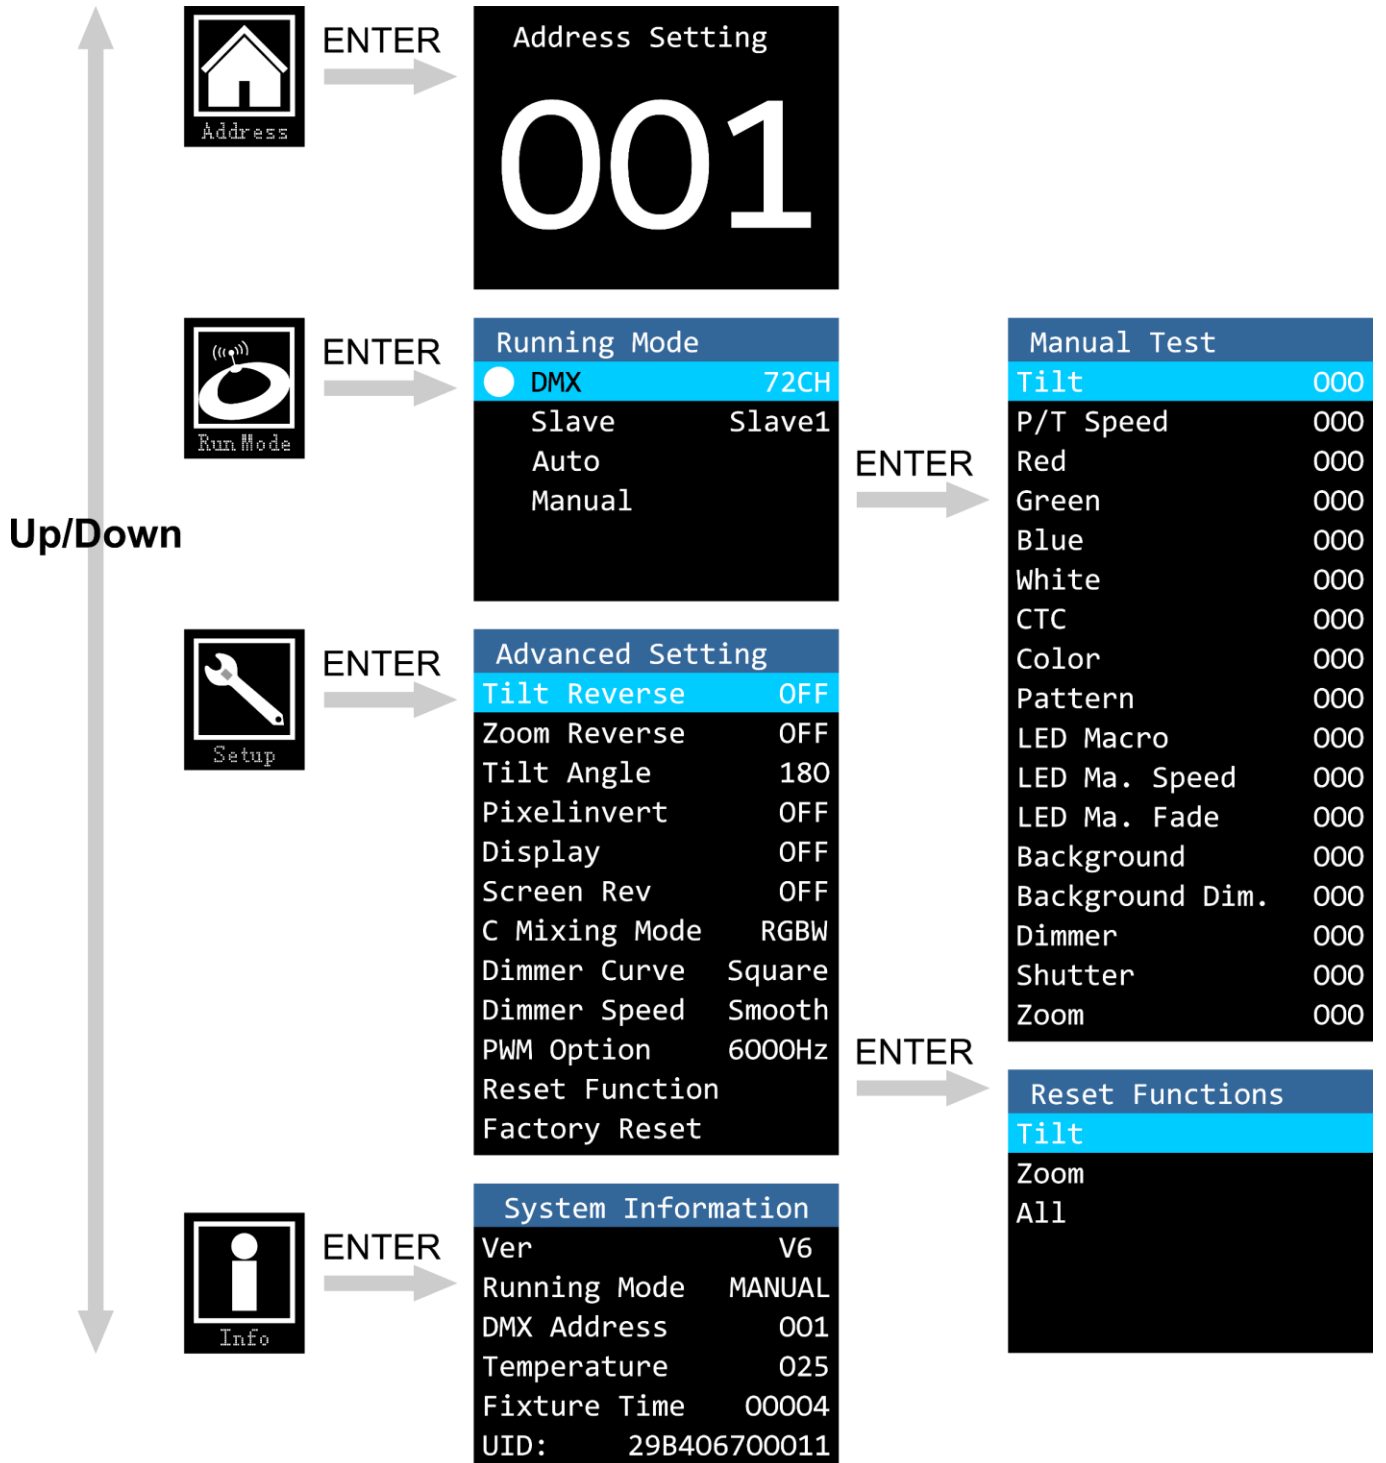 Up/Down
Address
ENTER
Address Setting
001
Run Mode
ENTER
Running Mode
DMX 72CH
Slave Slave1
Auto
Manual
ENTER
Manual Test
Tilt 000
P/T Speed 000
Red 000
Green 000
Blue 000
White 000
CTC 000
Color 000
Pattern 000
LED Macro 000
LED Ma. Speed 000
LED Ma. Fade 000
Background 000
Background Dim. 000
Dimmer 000
Shutter 000
Zoom 000
Setup
ENTER
Advanced Setting
Tilt Reverse OFF
Zoom Reverse OFF
Tilt Angle 180
Pixelinvert OFF
Display OFF
Screen Rev OFF
C Mixing Mode RGBW
Dimmer Curve Square
Dimmer Speed Smooth
PWM Option 6000Hz
Reset Function
Factory Reset
ENTER
Reset Functions
Tilt
Zoom
All
Info
ENTER
System Information
Ver V6
Running Mode MANUAL
DMX Address 001
Temperature 025
Fixture Time 00004
UID: 29B406700011